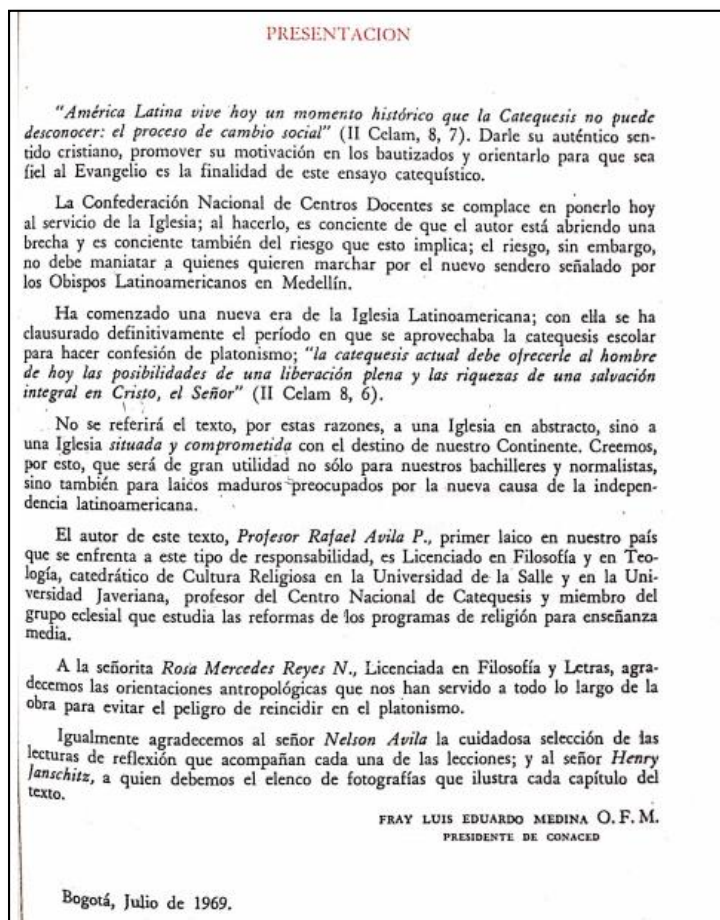 PRESENTACION
"América Latina vive hoy un momento histórico que la Catequesis no puede
desconocer: el proceso de cambio social" (II Celam, 8, 7). Darle su auténtico sen-
tido cristiano, promover su motivación en los bautizados y orientarlo para que sea
fiel al Evangelio es la finalidad de este ensayo catequístico.
La Confederación Nacional de Centros Docentes se complace en ponerlo hoy
al servicio de la Iglesia; al hacerlo, es conciente de que el autor está abriendo una
brecha y es conciente también del riesgo que esto implica; el riesgo, sin embargo,
no debe maniatar a quienes quieren marchar por el nuevo sendero señalado por
los Obispos Latinoamericanos en Medellín.
Ha comenzado una nueva era de la Iglesia Latinoamericana; con ella se ha
clausurado definitivamente el período en que se aprovechaba la catequesis escolar
para hacer confesión de platonismo; "la catequesis actual debe ofrecerle al hombre
de hoy las posibilidades de una liberación plena y las riquezas de una salvación
integral en Cristo, el Señor" (II Celam 8, 6).
No se referirá el texto, por estas razones, a una Iglesia en abstracto, sino a
una Iglesia situada y comprometida con el destino de nuestro Continente. Creemos,
por esto, que será de gran utilidad no sólo para nuestros bachilleres y normalistas,
sino también para laicos maduros preocupados por la nueva causa de la indepen-
dencia latinoamericana.
El autor de este texto, Profesor Rafael Avila P., primer laico en nuestro país
que se enfrenta a este tipo de responsabilidad, es Licenciado en Filosofía y en Teo-
logía, catedrático de Cultura Religiosa en la Universidad de la Salle y en la Uni-
versidad Javeriana, profesor del Centro Nacional de Catequesis y miembro del
grupo eclesial que estudia las reformas de los programas de religión para enseñanza
media.
A la señorita Rosa Mercedes Reyes N., Licenciada en Filosofía y Letras, agra-
decemos las orientaciones antropológicas que nos han servido a todo lo largo de la
obra para evitar el peligro de reincidir en el platonismo.
Igualmente agradecemos al señor Nelson Avila la cuidadosa selección de las
lecturas de reflexión que acompañan cada una de las lecciones; y al señor Henry
Janschitz, a quien debemos el elenco de fotografías que ilustra cada capítulo del
texto.
FRAY LUIS EDUARDO MEDINA O. F. M.
PRESIDENTE DE CONACED
Bogotá, Julio de 1969.